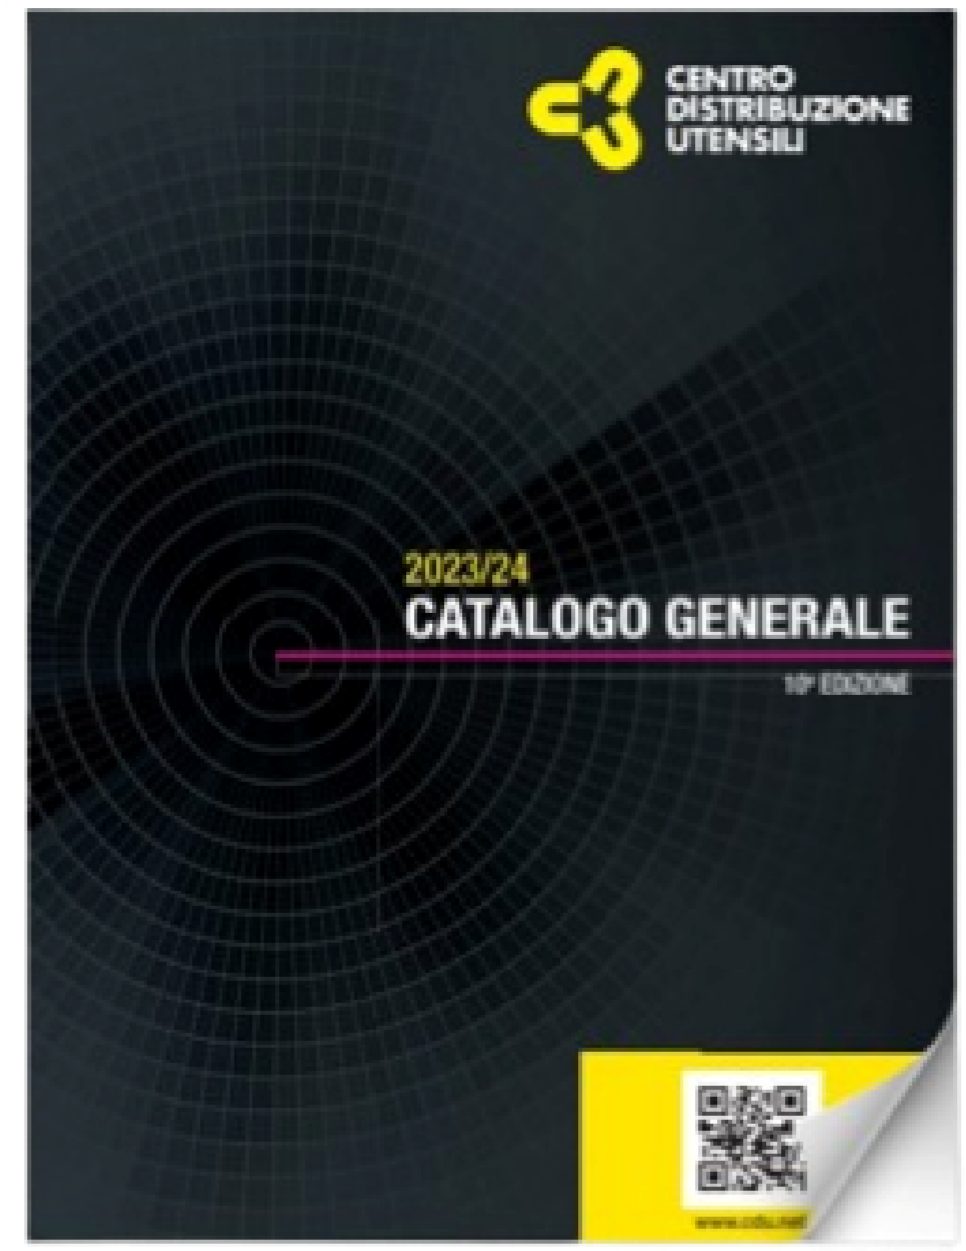 CENTRO
DISTRIBUZIONE
UTENSILI
2023/24
CATALOGO GENERALE
10ª EDIZIONE
www.cdu.net